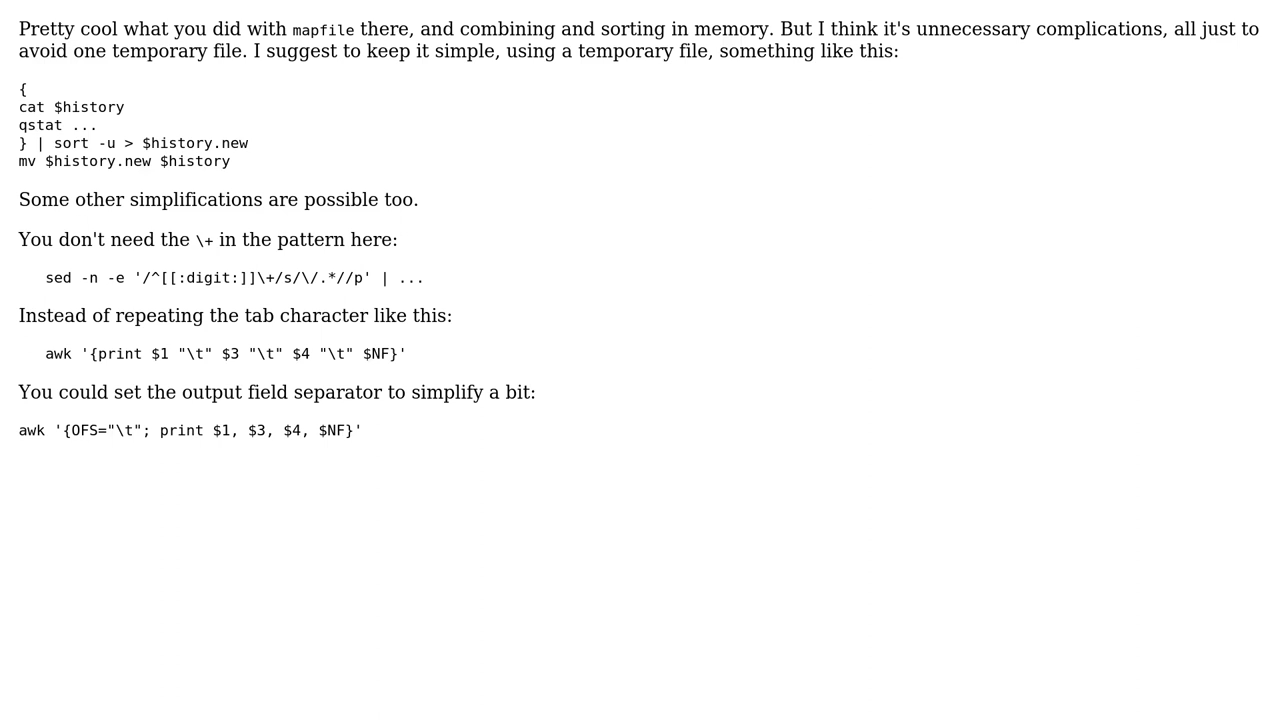 Pretty cool what you did with mapfile there, and combining and sorting in memory. But I think it's unnecessary complications, all just to
avoid one temporary file. I suggest to keep it simple, using a temporary file, something like this:
{
cat $history
qstat ...
} | sort -u > $history.new
mv $history.new $history
Some other simplifications are possible too.
You don't need the \+ in the pattern here:
sed -n -e '/^[[:digit:]]\+/s/\/.*//p' | ...
Instead of repeating the tab character like this:
awk '{print $1 "\t" $3 "\t" $4 "\t" $NF}'
You could set the output field separator to simplify a bit:
awk '{OFS="\t"; print $1, $3, $4, $NF}'